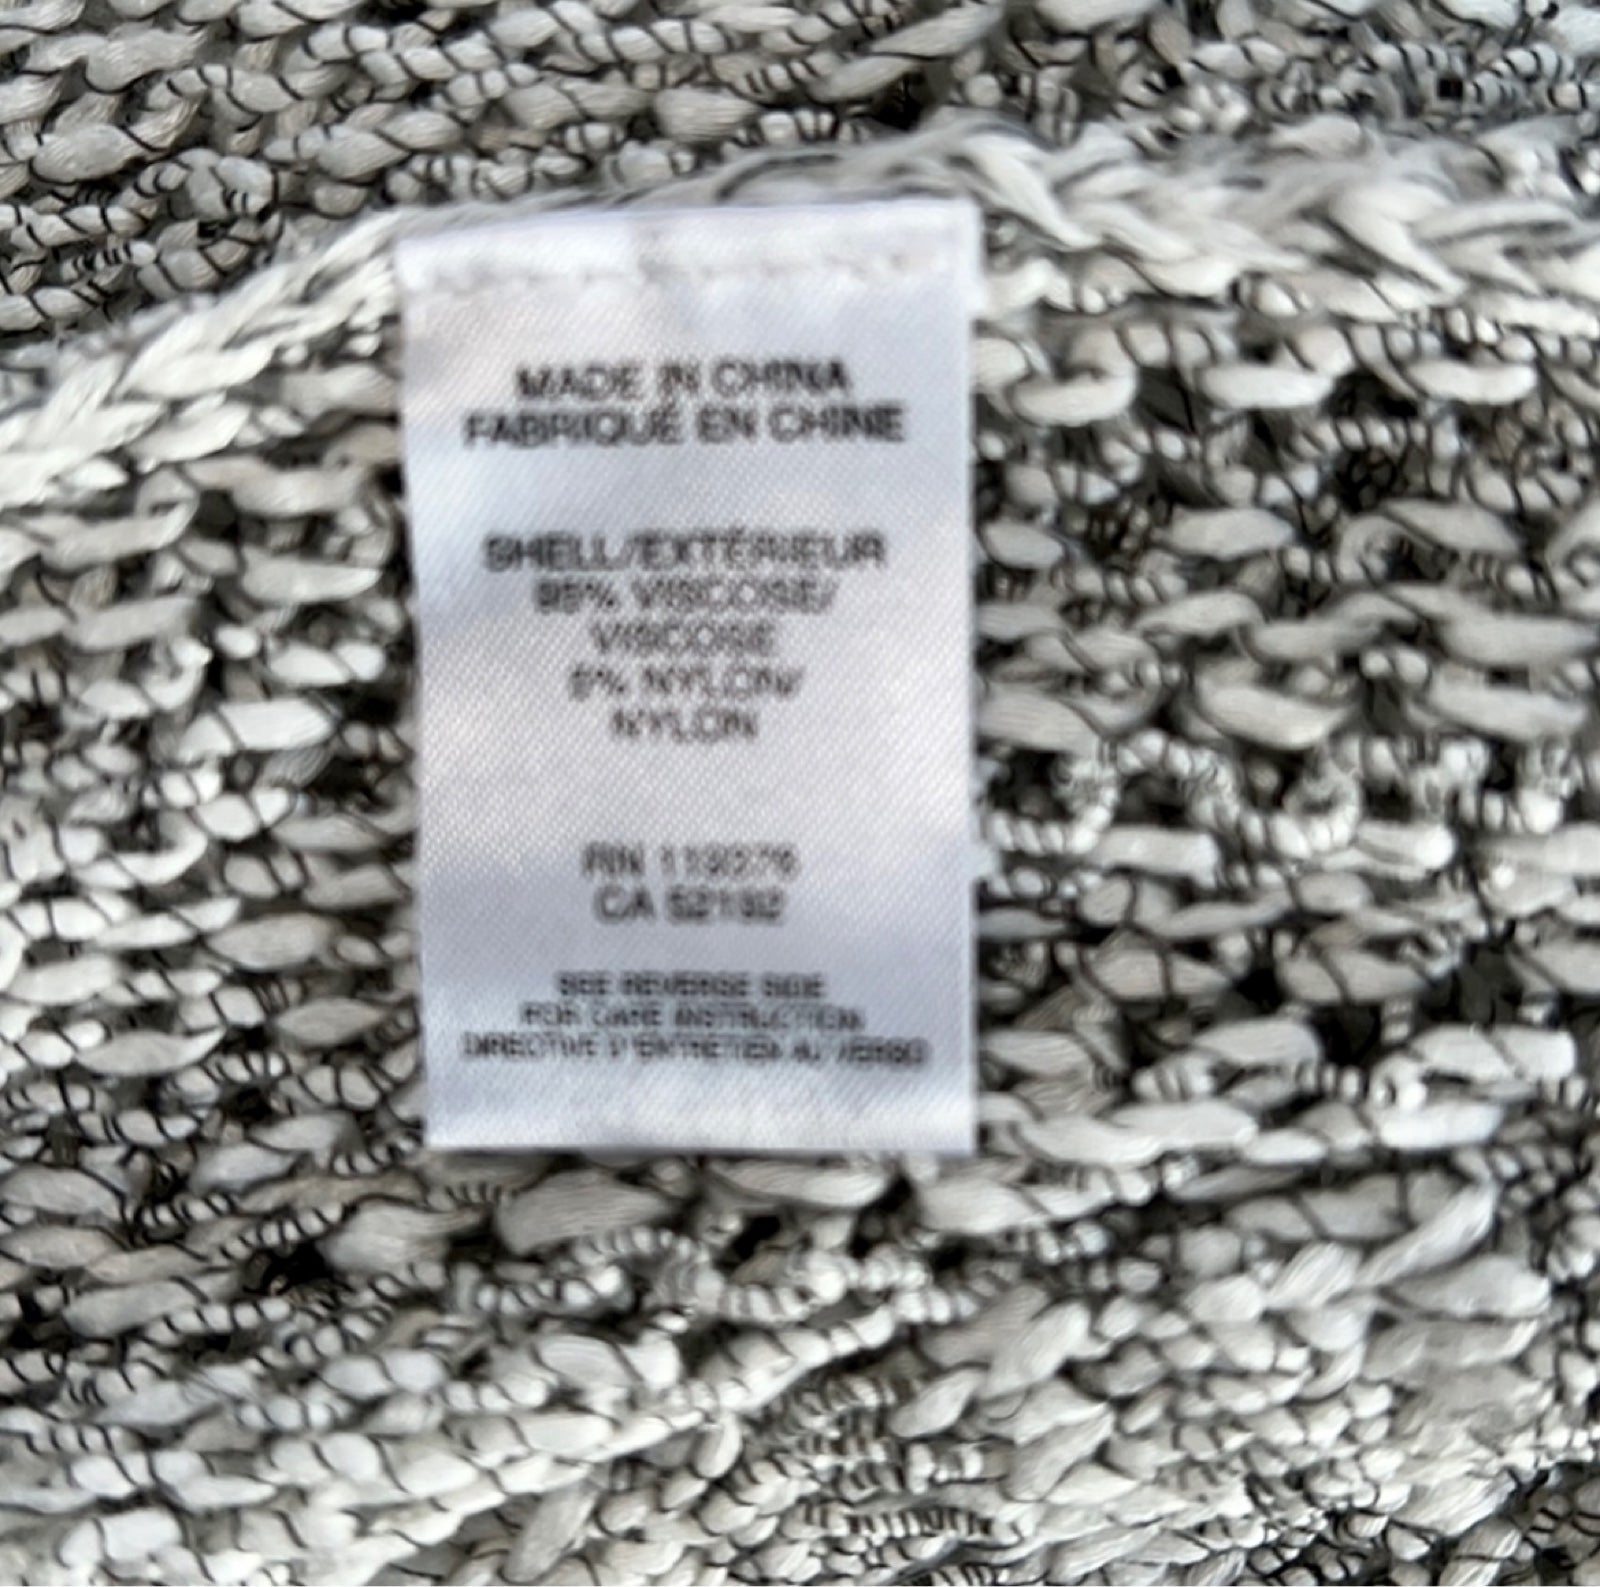 MADE IN CHINA
FABRIQUÉ EN CHINE
SHELL/EXTÉRIEUR
VISCOSE/
VISCOSE
NYLON/
NYLON
RN
CA 52192
SEE REVERSE SIDE
FOR CARE INSTRUCTION
DIRECTIVE D'ENTRETIEN AU VERSO